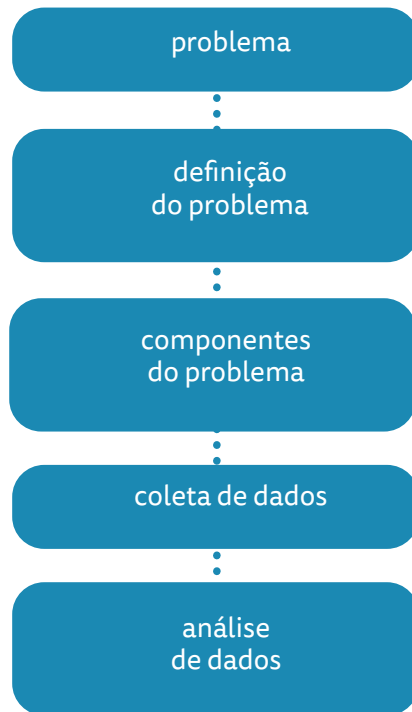 problema
definição
do problema
componentes
do problema
coleta de dados
análise
de dados